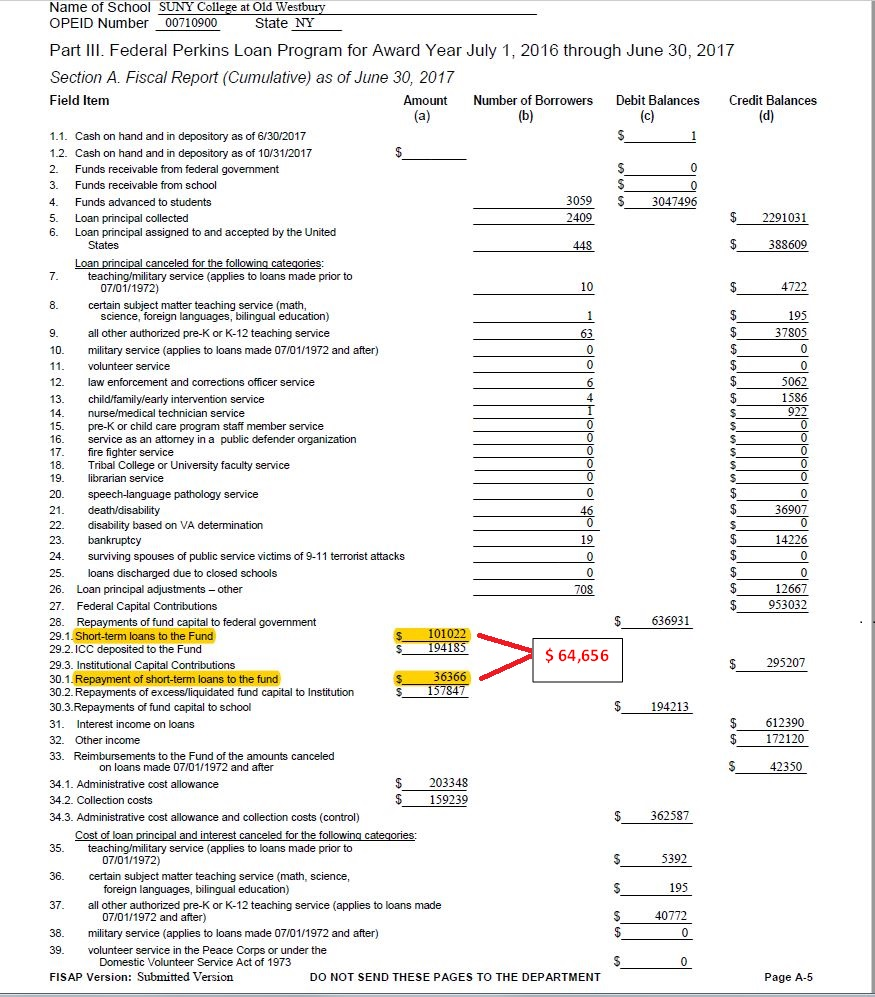 Name of School SUNY College at Old Westbury
OPEID Number 00710900 State NY
Part III. Federal Perkins Loan Program for Award Year July 1, 2016 through June 30, 2017
Section A. Fiscal Report (Cumulative) as of June 30, 2017
Field Item Amount Number of Borrowers Debit Balances Credit Balances
(a) (b) (c) (d)
1.1. Cash on hand and in depository as of 6/30/2017 $ 1
1.2. Cash on hand and in depository as of 10/31/2017 $
2. Funds receivable from federal government $ 0
3. Funds receivable from school $ 0
4. Funds advanced to students 3059 $ 3047496
5. Loan principal collected 2409 $ 2291031
6. Loan principal assigned to and accepted by the United
States 448 $ 388609
Loan principal canceled for the following categories:
7. teaching/military service (applies to loans made prior to
07/01/1972) 10 $ 4722
8. certain subject matter teaching service (math,
science, foreign languages, bilingual education) 1 $ 195
9. all other authorized pre-K or K-12 teaching service 63 $ 37805
10. military service (applies to loans made 07/01/1972 and after) 0 $ 0
11. volunteer service 0 $ 0
12. law enforcement and corrections officer service 6 $ 5062
13. child/family/early intervention service 4 $ 1586
14. nurse/medical technician service 1 $ 922
15. pre-K or child care program staff member service 0 $ 0
16. service as an attorney in a public defender organization 0 $ 0
17. fire fighter service 0 $ 0
18. Tribal College or University faculty service 0 $ 0
19. librarian service 0 $ 0
20. speech-language pathology service 0 $ 0
21. death/disability 46 $ 36907
22. disability based on VA determination 0 $ 0
23. bankruptcy 19 $ 14226
24. surviving spouses of public service victims of 9-11 terrorist attacks 0 $ 0
25. loans discharged due to closed schools 0 $ 0
26. Loan principal adjustments – other 708 $ 12667
27. Federal Capital Contributions $ 953032
28. Repayments of fund capital to federal government $ 636931
29.1. Short-term loans to the Fund $ 101022
29.2. ICC deposited to the Fund $ 194185
$ 64,656
29.3. Institutional Capital Contributions $ 295207
30.1. Repayment of short-term loans to the fund $ 36366
30.2. Repayments of excess/liquidated fund capital to Institution $ 157847
30.3. Repayments of fund capital to school $ 194213
31. Interest income on loans $ 612390
32. Other income $ 172120
33. Reimbursements to the Fund of the amounts canceled
on loans made 07/01/1972 and after $ 42350
34.1. Administrative cost allowance $ 203348
34.2. Collection costs $ 159239
34.3. Administrative cost allowance and collection costs (control) $ 362587
Cost of loan principal and interest canceled for the following categories:
35. teaching/military service (applies to loans made prior to
07/01/1972) $ 5392
36. certain subject matter teaching service (math, science,
foreign languages, bilingual education) $ 195
37. all other authorized pre-K or K-12 teaching service (applies to loans made
07/01/1972 and after) $ 40772
38. military service (applies to loans made 07/01/1972 and after) $ 0
39. volunteer service in the Peace Corps or under the
Domestic Volunteer Service Act of 1973 $ 0
FISAP Version: Submitted Version DO NOT SEND THESE PAGES TO THE DEPARTMENT Page A-5